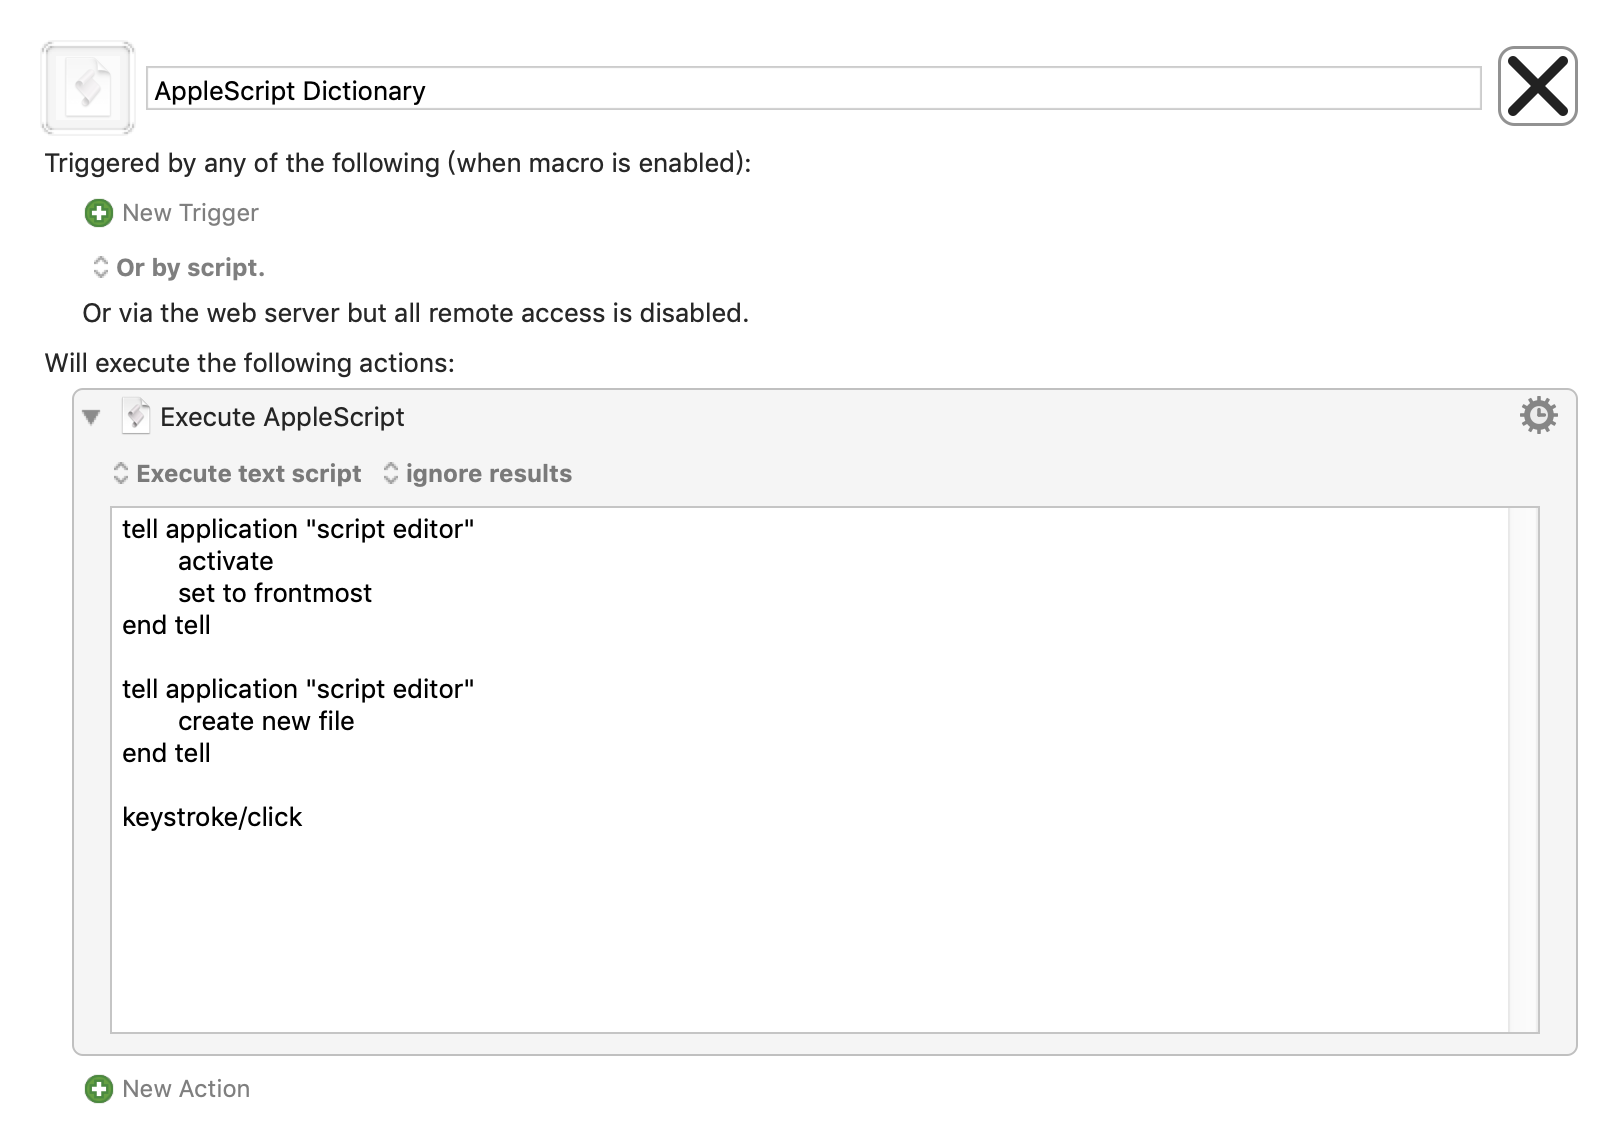 AppleScript Dictionary
Triggered by any of the following (when macro is enabled):
New Trigger
Or by script.
Or via the web server but all remote access is disabled.
Will execute the following actions:
Execute AppleScript
Execute text script ignore results
tell application "script editor"
activate
set to frontmost
end tell
tell application "script editor"
create new file
end tell
keystroke/click
New Action